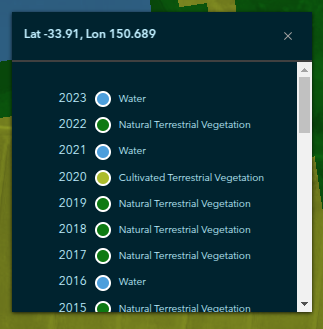 Lat -33.91, Lon 150.689
2023 Water
2022 Natural Terrestrial Vegetation
2021 Water
2020 Cultivated Terrestrial Vegetation
2019 Natural Terrestrial Vegetation
2018 Natural Terrestrial Vegetation
2017 Natural Terrestrial Vegetation
2016 Water
2015 Natural Terrestrial Vegetation